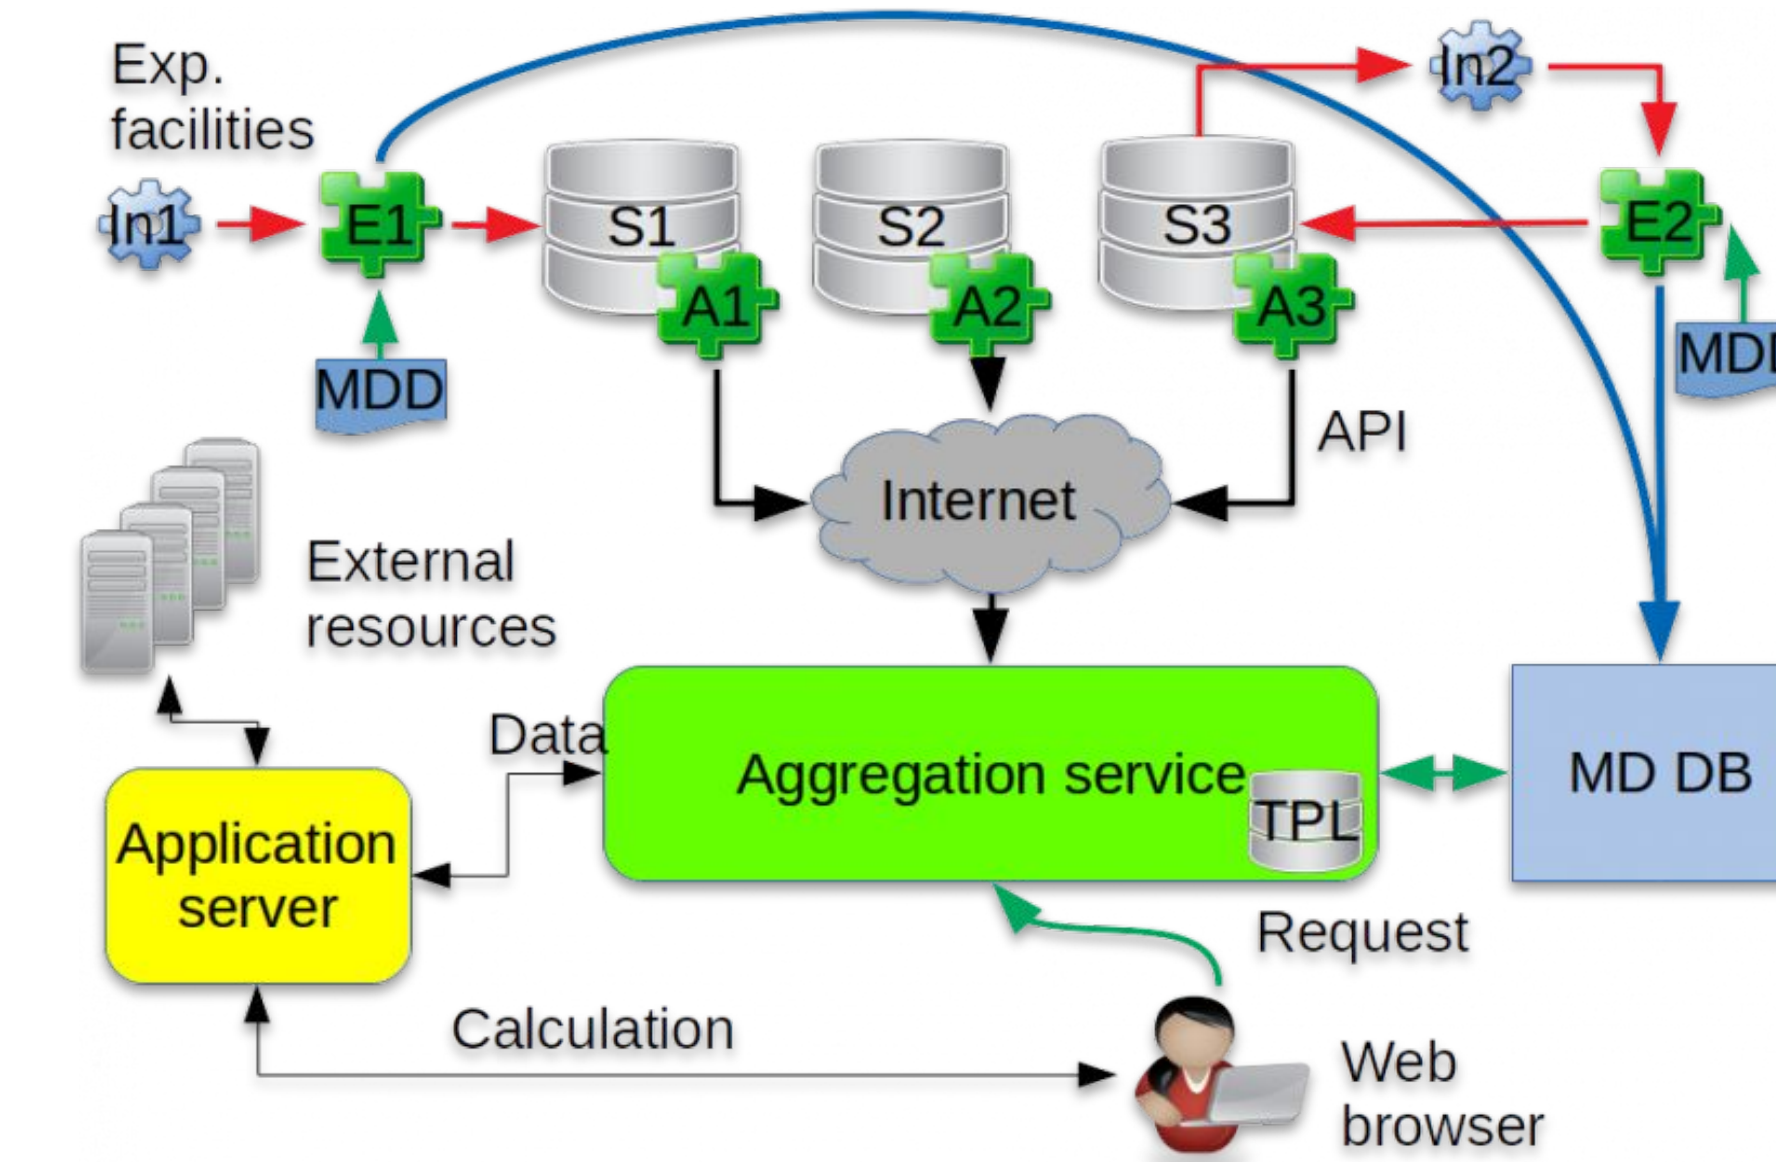 Exp.
facilities
In1
E1
S1
S2
S3
In2
E2
A1
A2
A3
MDD
MDD
API
Internet
External
resources
Data
Aggregation service
TPL
MD DB
Application
server
Request
Calculation
Web
browser